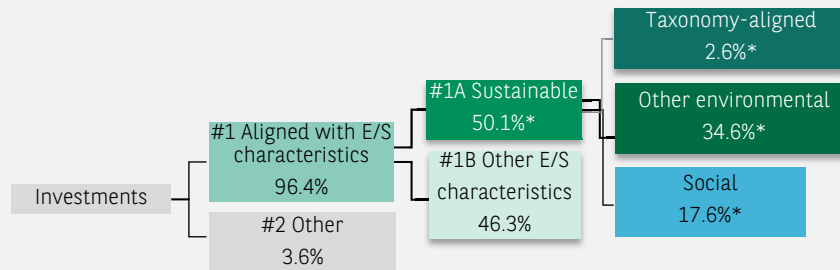 Investments
#1 Aligned with E/S
characteristics
96.4%
#2 Other
3.6%
#1A Sustainable
50.1%*
#1B Other E/S
characteristics
46.3%
Taxonomy-aligned
2.6%*
Other environmental
34.6%*
Social
17.6%*